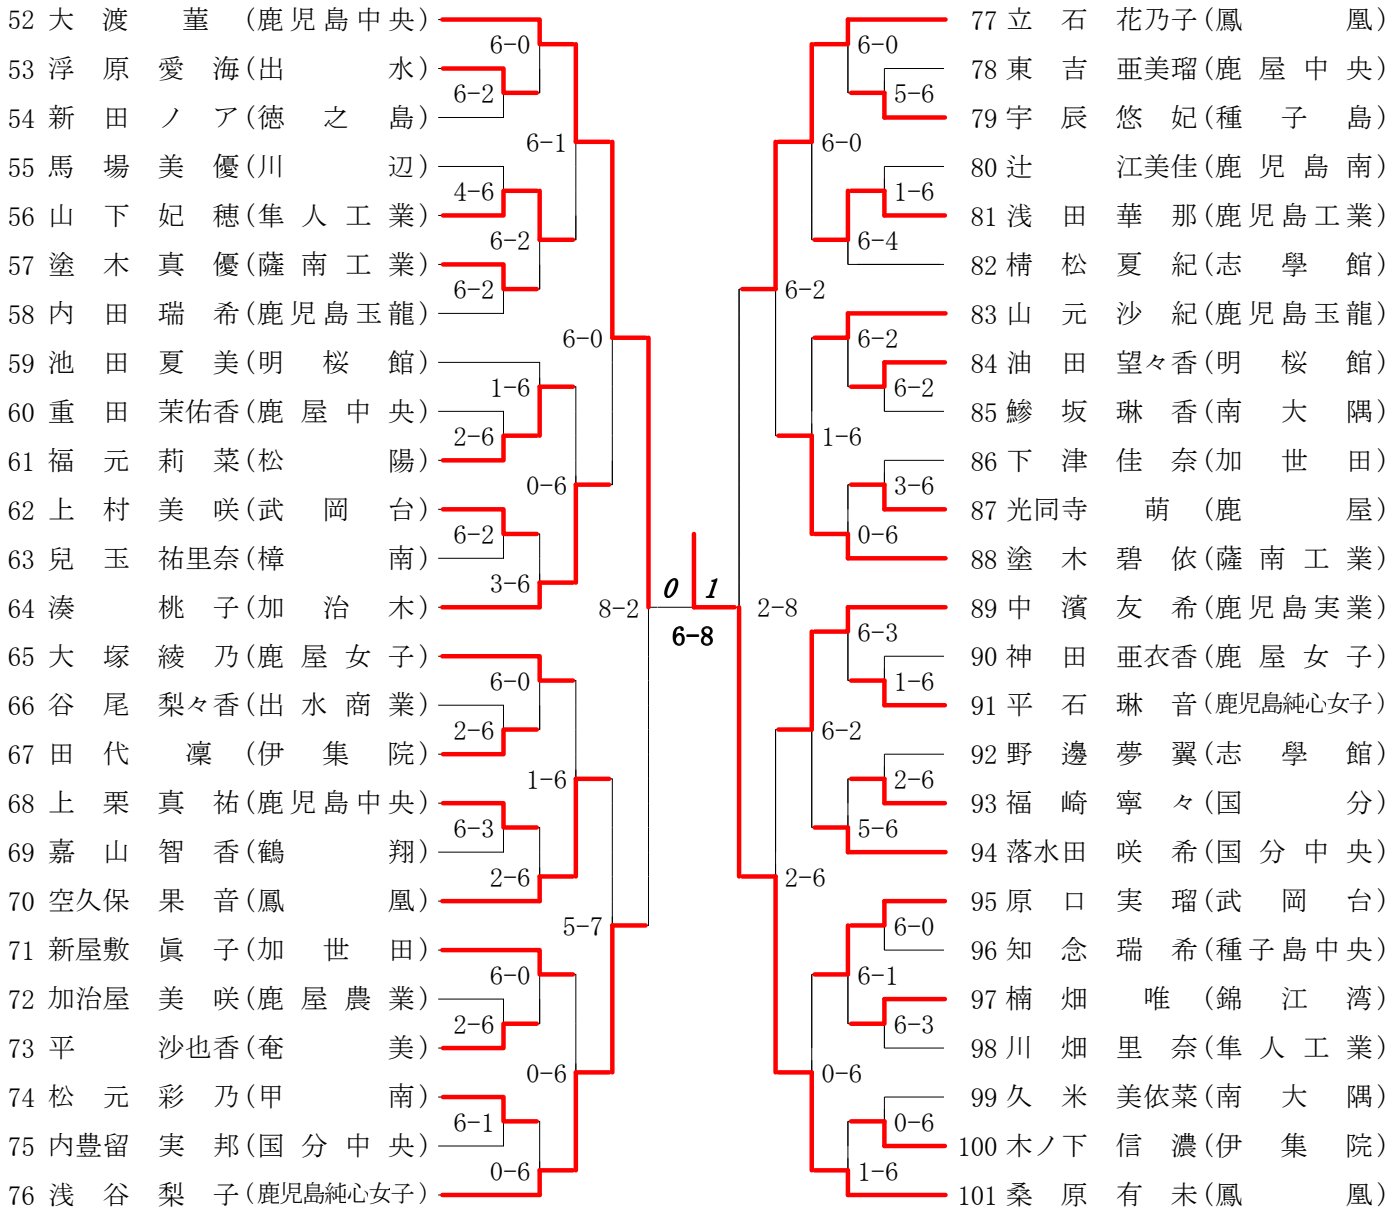 52 大渡 菫 (鹿児島中央)
6-0
53 浮原愛海(出水)
6-2
54 新田ノア(徳之島)
6-1
55 馬場美優(川辺)
4-6
56 山下妃穂(隼人工業)
6-2
57 塗木真優(薩南工業)
6-2
58 内田瑞希(鹿児島玉龍)
6-0
59 池田夏美(明桜館)
1-6
60 重田茉佑香(鹿屋中央)
2-6
61 福元莉菜(松陽)
0-6
62 上村美咲(武岡台)
6-2
63 兒玉祐里奈(樟南)
3-6
64 湊 桃子(加治木)
8-2
65 大塚綾乃(鹿屋女子)
6-0
66 谷尾梨々香(出水商業)
2-6
67 田代 凜 (伊集院)
1-6
68 上栗真祐(鹿児島中央)
6-3
69 嘉山智香(鶴翔)
2-6
70 空久保果音(鳳凰)
5-7
71 新屋敷眞子(加世田)
6-0
72 加治屋美咲(鹿屋農業)
2-6
73 平 沙也香(奄美)
0-6
74 松元彩乃(甲南)
6-1
75 内豊留実邦(国分中央)
0-6
76 浅谷梨子(鹿児島純心女子)
0 1
6-8
77 立石花乃子(鳳凰)
6-0
78 東吉亜美瑠(鹿屋中央)
5-6
79 宇辰悠妃(種子島)
6-0
80 辻 江美佳(鹿児島南)
1-6
81 浅田華那(鹿児島工業)
6-4
82 棈松夏紀(志學館)
6-2
83 山元沙紀(鹿児島玉龍)
6-2
84 油田望々香(明桜館)
6-2
85 鰺坂琳香(南大隅)
1-6
86 下津佳奈(加世田)
3-6
87 光同寺 萌 (鹿屋)
0-6
88 塗木碧依(薩南工業)
2-8
89 中濱友希(鹿児島実業)
6-3
90 神田亜衣香(鹿屋女子)
1-6
91 平石琳音(鹿児島純心女子)
6-2
92 野邊夢翼(志學館)
2-6
93 福崎寧々(国分)
5-6
94 落水田咲希(国分中央)
2-6
95 原口実瑠(武岡台)
6-0
96 知念瑞希(種子島中央)
6-1
97 楠畑 唯 (錦江湾)
6-3
98 川畑里奈(隼人工業)
0-6
99 久米美依菜(南大隅)
0-6
100 木ノ下信濃(伊集院)
1-6
101 桑原有未(鳳凰)